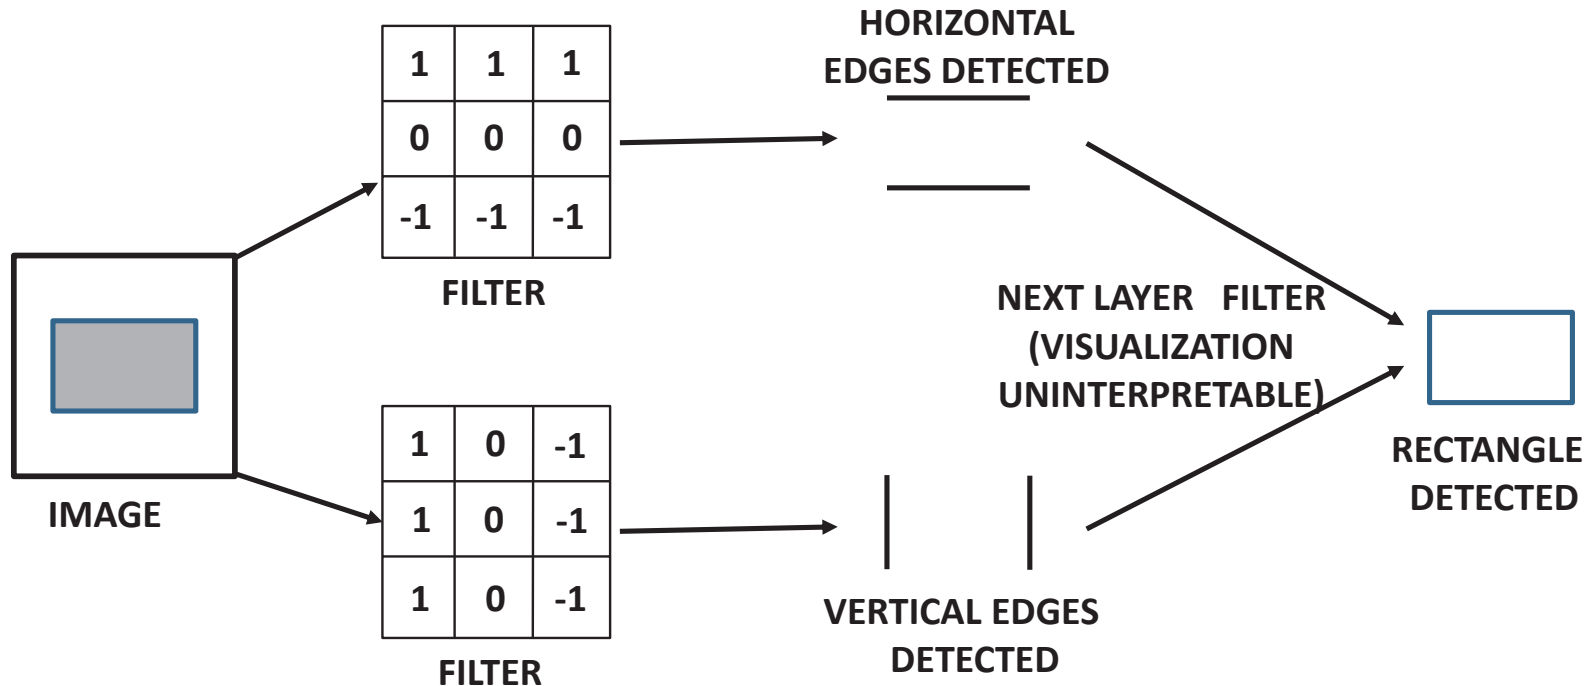 1 1 1
0 0 0
-1 -1 -1
FILTER
HORIZONTAL
EDGES DETECTED
IMAGE
NEXT LAYER FILTER
(VISUALIZATION
UNINTERPRETABLE)
RECTANGLE
DETECTED
1 0 -1
1 0 -1
1 0 -1
FILTER
VERTICAL EDGES
DETECTED